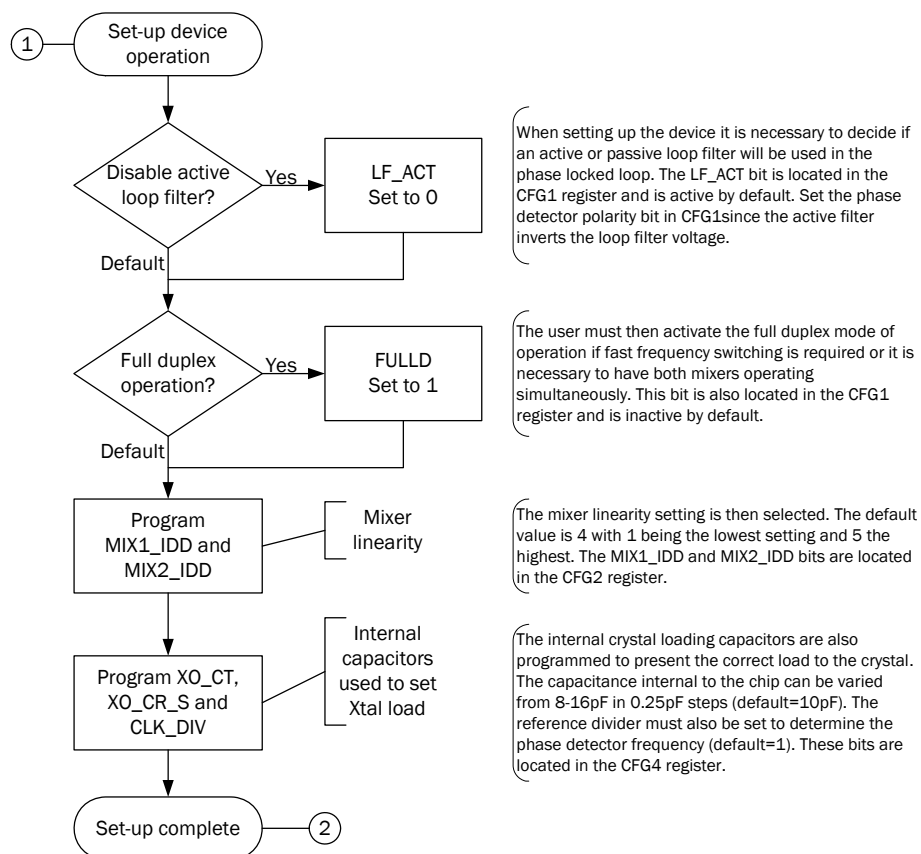 1
Set-up device
operation
Disable active
loop filter?
Yes
LF_ACT
Set to 0
Default
When setting up the device it is necessary to decide if
an active or passive loop filter will be used in the
phase locked loop. The LF_ACT bit is located in the
CFG1 register and is active by default. Set the phase
detector polarity bit in CFG1since the active filter
inverts the loop filter voltage.
Full duplex
operation?
Yes
FULLD
Set to 1
Default
The user must then activate the full duplex mode of
operation if fast frequency switching is required or it is
necessary to have both mixers operating
simultaneously. This bit is also located in the CFG1
register and is inactive by default.
Program
MIX1_IDD and
MIX2_IDD
Mixer
linearity
The mixer linearity setting is then selected. The default
value is 4 with 1 being the lowest setting and 5 the
highest. The MIX1_IDD and MIX2_IDD bits are located
in the CFG2 register.
Program XO_CT,
XO_CR_S and
CLK_DIV
Internal
capacitors
used to set
Xtal load
The internal crystal loading capacitors are also
programmed to present the correct load to the crystal.
The capacitance internal to the chip can be varied
from 8-16pF in 0.25pF steps (default=10pF). The
reference divider must also be set to determine the
phase detector frequency (default=1). These bits are
located in the CFG4 register.
Set-up complete
2